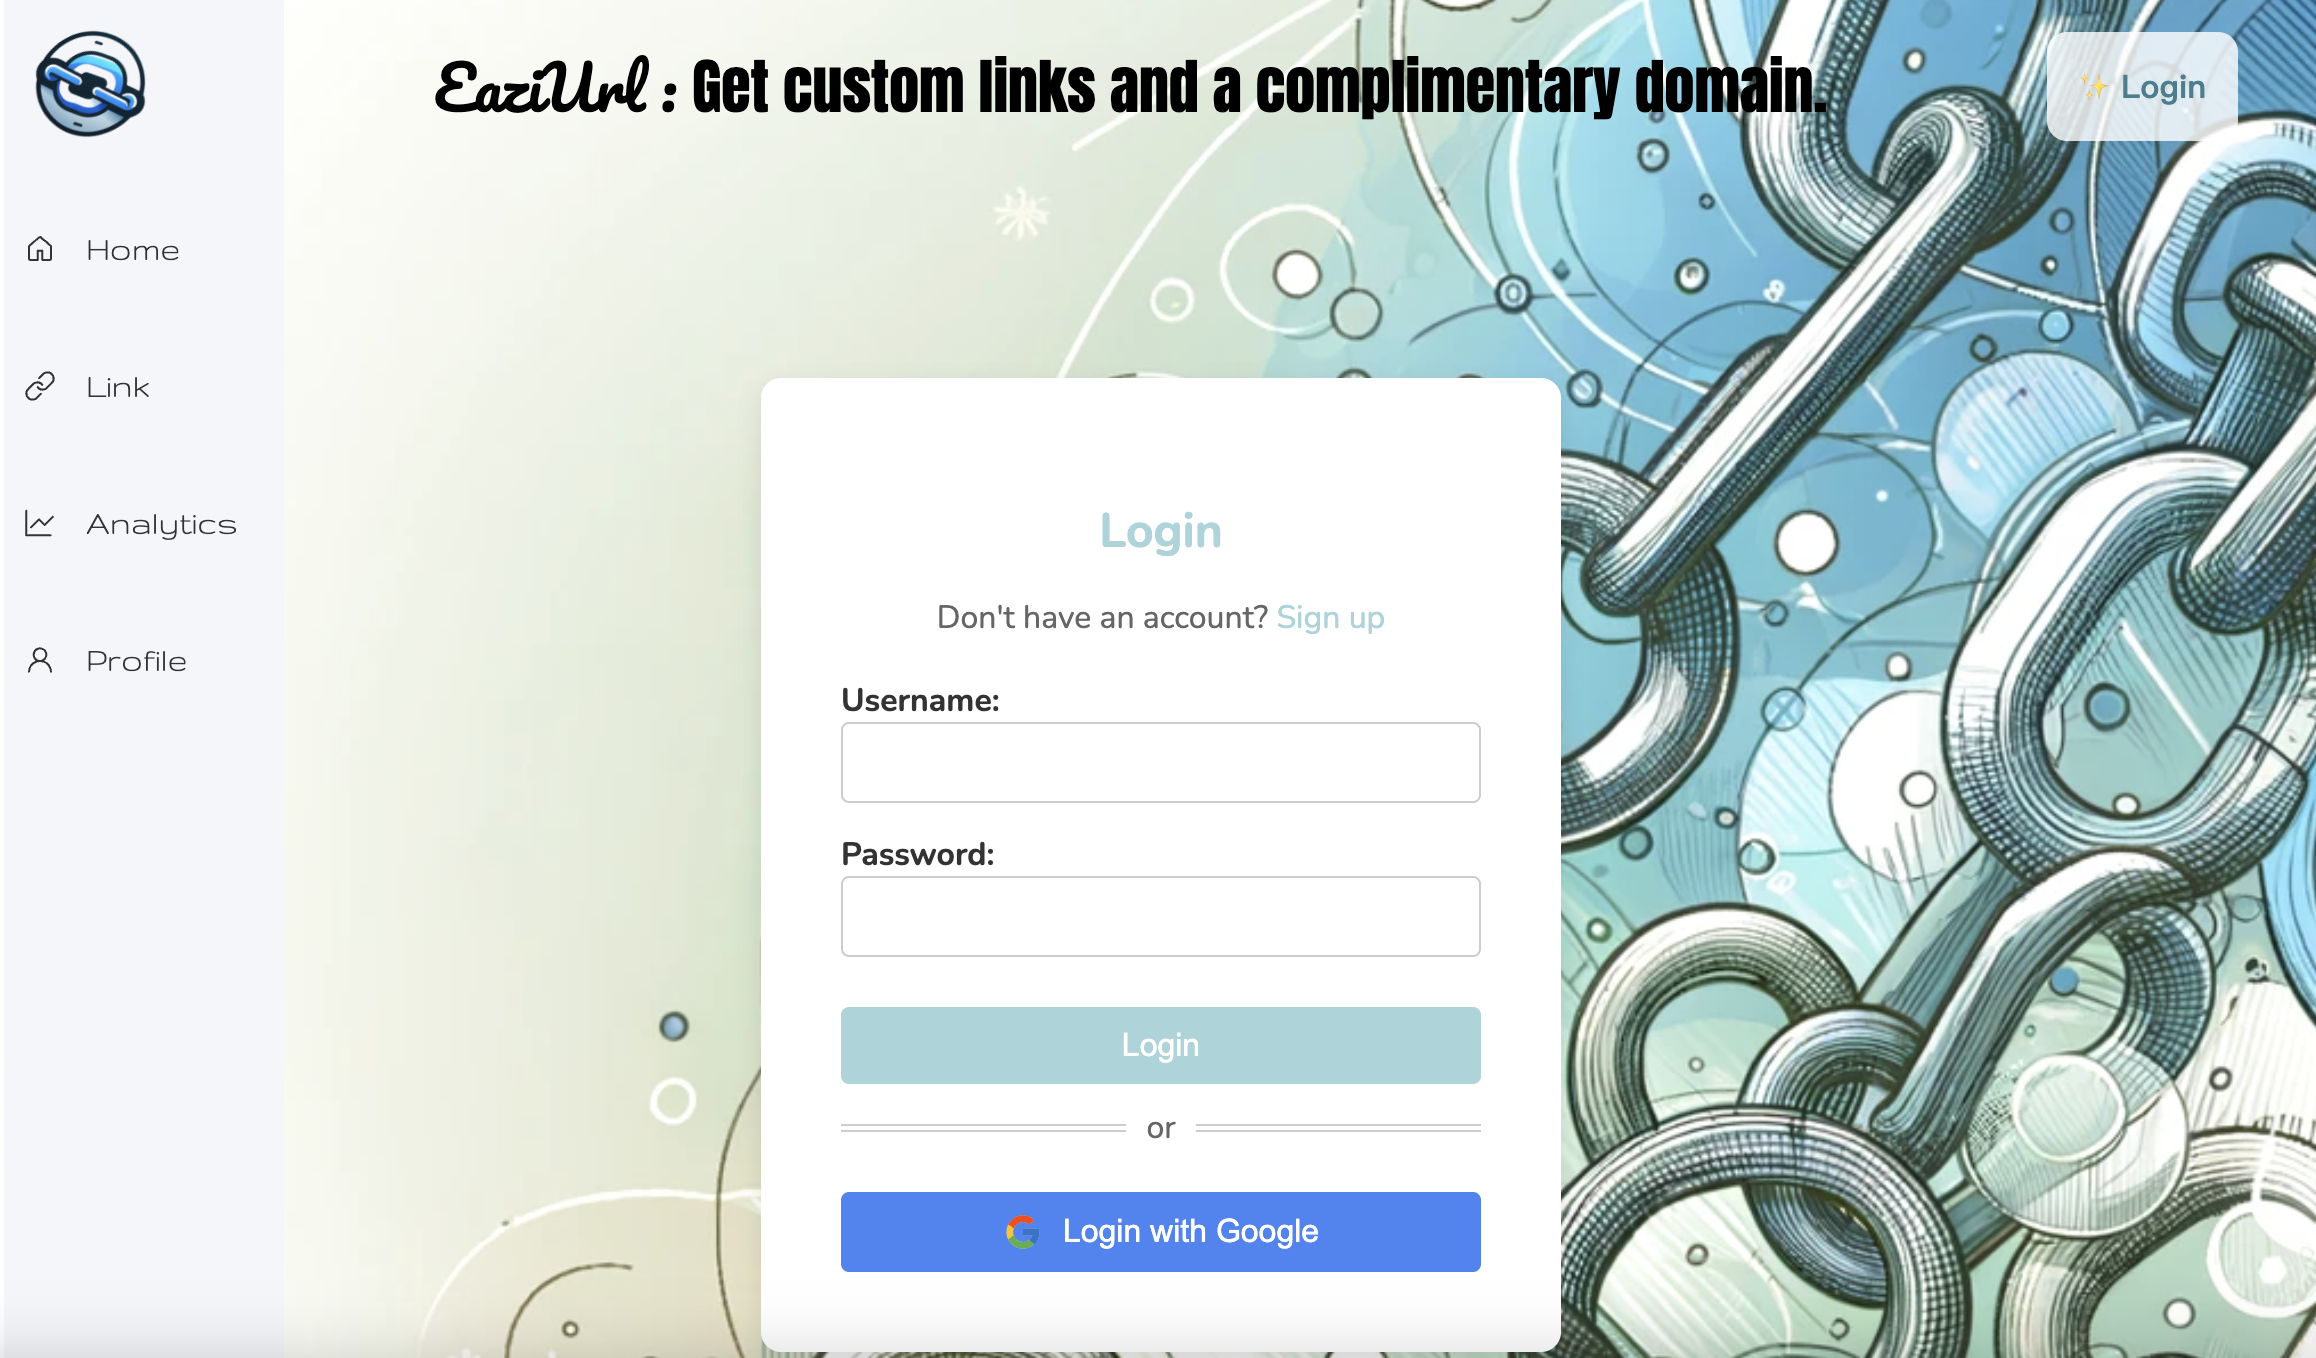 EaziUrl : Get custom links and a complimentary domain.
✨ Login
Home
Link
Analytics
Profile
Login
Don't have an account? Sign up
Username:
Password:
Login
or
Login with Google